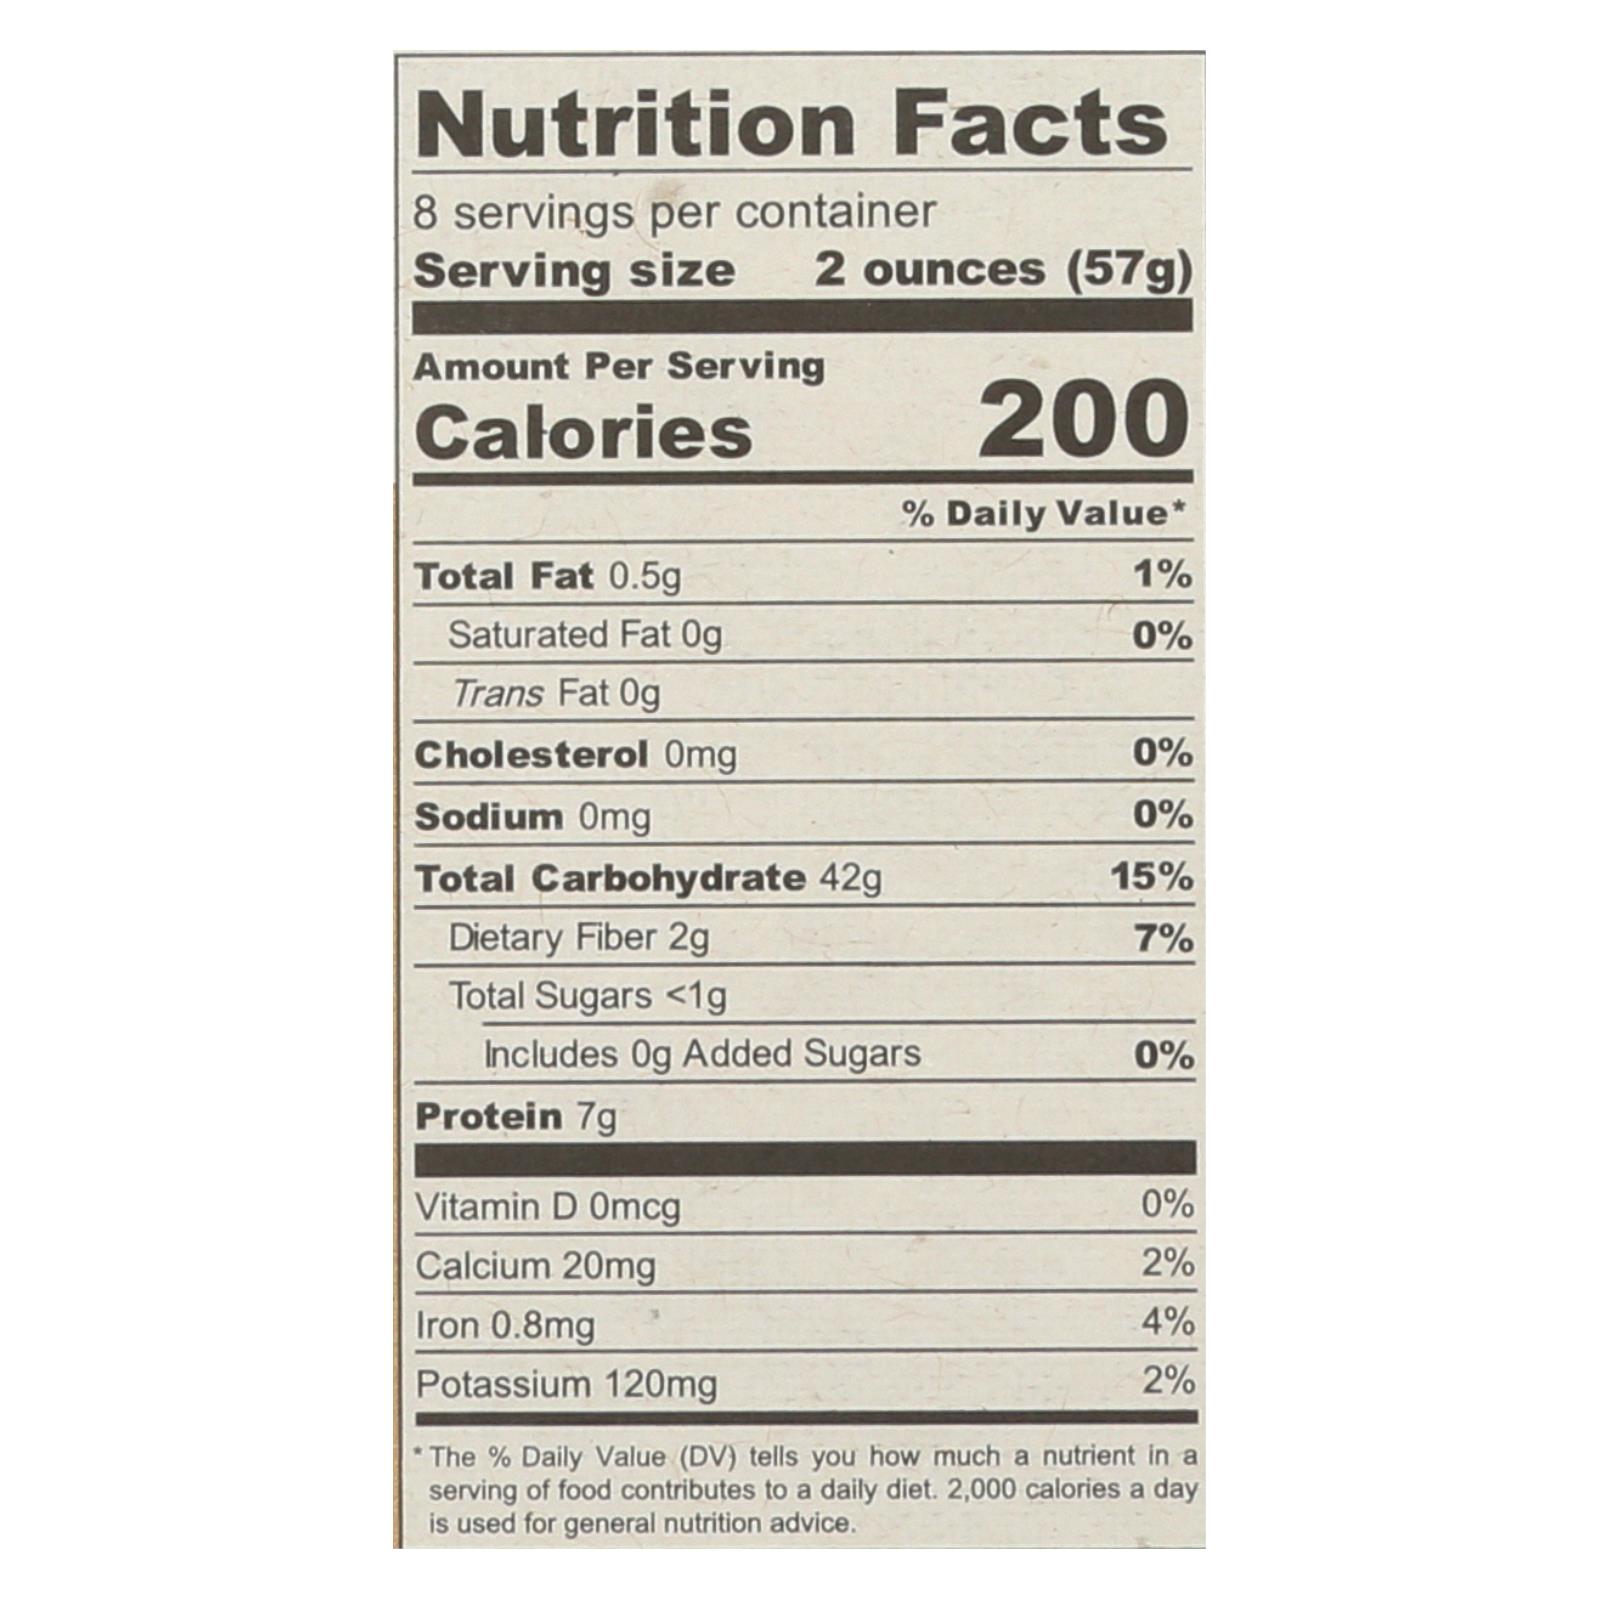 Nutrition Facts
8 servings per container
Serving size 2 ounces (57g)
Amount Per Serving
Calories 200
% Daily Value*
Total Fat 0.5g 1%
Saturated Fat 0g 0%
Trans Fat 0g
Cholesterol 0mg 0%
Sodium 0mg 0%
Total Carbohydrate 42g 15%
Dietary Fiber 2g 7%
Total Sugars <1g
Includes 0g Added Sugars 0%
Protein 7g
Vitamin D 0mcg 0%
Calcium 20mg 2%
Iron 0.8mg 4%
Potassium 120mg 2%
* The % Daily Value (DV) tells you how much a nutrient in a
serving of food contributes to a daily diet. 2,000 calories a day
is used for general nutrition advice.